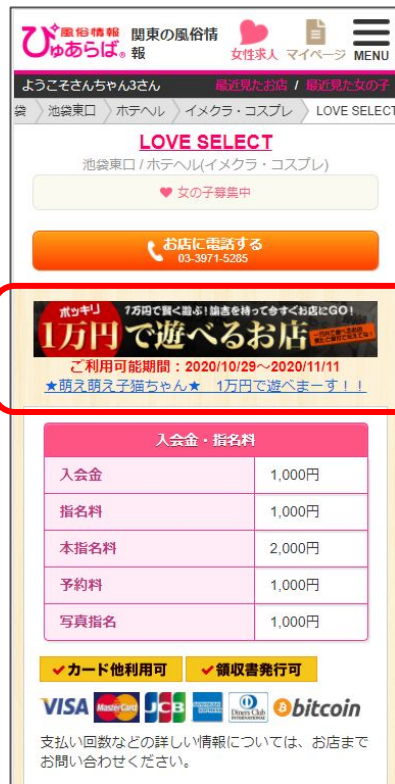 風俗情報
ぴゅあらば。
関東の風俗情報
女性求人
マイページ
MENU
ようこそさんちゃん3さん
最近見たお店 / 最近見た女の子
袋 〉 池袋東口 〉 ホテヘル 〉 イメクラ・コスプレ 〉 LOVE SELECT
LOVE SELECT
池袋東口 / ホテヘル(イメクラ・コスプレ)
♥ 女の子募集中
お店に電話する
03-3971-5285
ポッキリ
1万円で賢く遊ぶ!諭吉を持って今すぐお店にGO!
1万円で遊べるお店
ご利用可能期間:2020/10/29〜2020/11/11
★萌え萌え子猫ちゃん★ 1万円で遊べまーす!!
入会金・指名料
入会金 1,000円
指名料 1,000円
本指名料 2,000円
予約料 1,000円
写真指名 1,000円
カード他利用可
領収書発行可
VISA MasterCard JCB Diners Club INTERNATIONAL bitcoin
支払い回数などの詳しい情報については、お店まで
お問い合わせください。